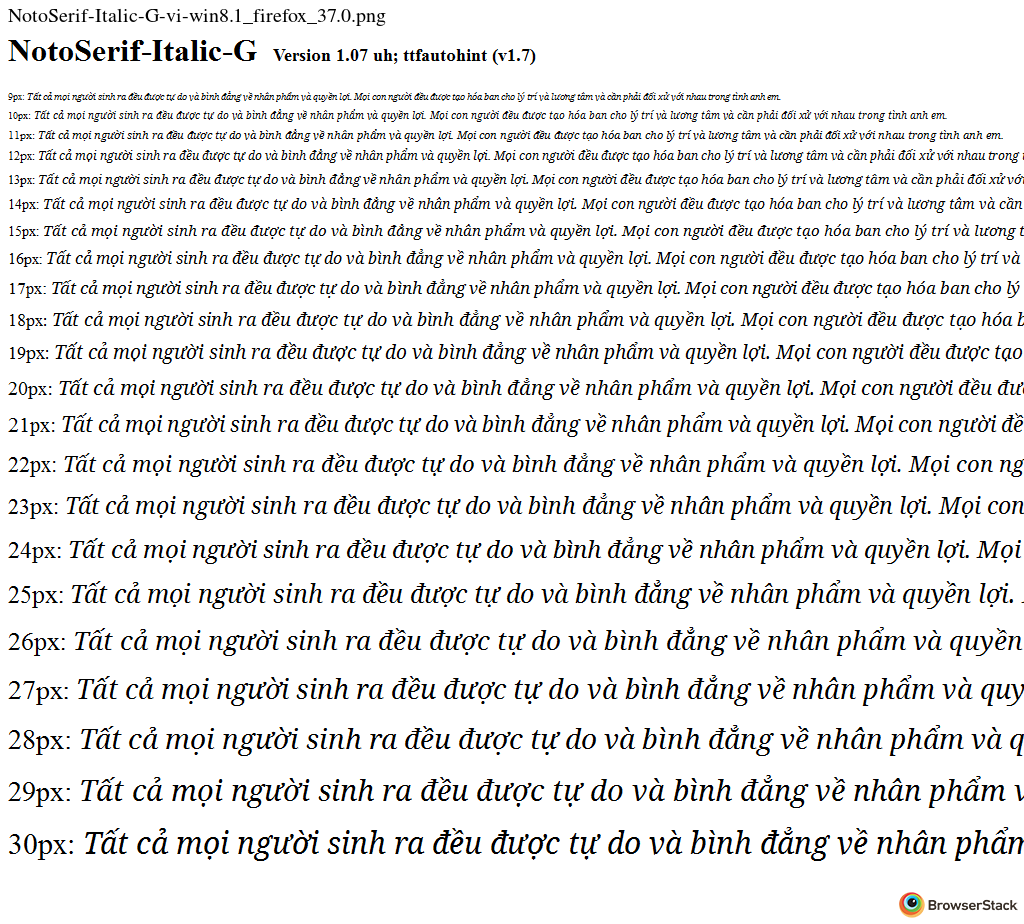 NotoSerif-Italic-G-vi-win8.1_firefox_37.0.png
NotoSerif-Italic-G Version 1.07 uh; ttfautohint (v1.7)
9px: Tất cả mọi người sinh ra đều được tự do và bình đẳng về nhân phẩm và quyền lợi. Mọi con người đều được tạo hóa ban cho lý trí và lương tâm và cần phải đối xử với nhau trong tình anh em.
10px: Tất cả mọi người sinh ra đều được tự do và bình đẳng về nhân phẩm và quyền lợi. Mọi con người đều được tạo hóa ban cho lý trí và lương tâm và cần phải đối xử với nhau trong tình anh em.
11px: Tất cả mọi người sinh ra đều được tự do và bình đẳng về nhân phẩm và quyền lợi. Mọi con người đều được tạo hóa ban cho lý trí và lương tâm và cần phải đối xử với nhau trong tình anh em.
12px: Tất cả mọi người sinh ra đều được tự do và bình đẳng về nhân phẩm và quyền lợi. Mọi con người đều được tạo hóa ban cho lý trí và lương tâm và cần phải đối xử với nhau trong t
13px: Tất cả mọi người sinh ra đều được tự do và bình đẳng về nhân phẩm và quyền lợi. Mọi con người đều được tạo hóa ban cho lý trí và lương tâm và cần phải đối xử vớ
14px: Tất cả mọi người sinh ra đều được tự do và bình đẳng về nhân phẩm và quyền lợi. Mọi con người đều được tạo hóa ban cho lý trí và lương tâm và cần
15px: Tất cả mọi người sinh ra đều được tự do và bình đẳng về nhân phẩm và quyền lợi. Mọi con người đều được tạo hóa ban cho lý trí và lương t
16px: Tất cả mọi người sinh ra đều được tự do và bình đẳng về nhân phẩm và quyền lợi. Mọi con người đều được tạo hóa ban cho lý trí và
17px: Tất cả mọi người sinh ra đều được tự do và bình đẳng về nhân phẩm và quyền lợi. Mọi con người đều được tạo hóa ban cho lý
18px: Tất cả mọi người sinh ra đều được tự do và bình đẳng về nhân phẩm và quyền lợi. Mọi con người đều được tạo hóa b
19px: Tất cả mọi người sinh ra đều được tự do và bình đẳng về nhân phẩm và quyền lợi. Mọi con người đều được tạo
20px: Tất cả mọi người sinh ra đều được tự do và bình đẳng về nhân phẩm và quyền lợi. Mọi con người đều đư
21px: Tất cả mọi người sinh ra đều được tự do và bình đẳng về nhân phẩm và quyền lợi. Mọi con người đề
22px: Tất cả mọi người sinh ra đều được tự do và bình đẳng về nhân phẩm và quyền lợi. Mọi con ng
23px: Tất cả mọi người sinh ra đều được tự do và bình đẳng về nhân phẩm và quyền lợi. Mọi con
24px: Tất cả mọi người sinh ra đều được tự do và bình đẳng về nhân phẩm và quyền lợi. Mọi
25px: Tất cả mọi người sinh ra đều được tự do và bình đẳng về nhân phẩm và quyền lợi.
26px: Tất cả mọi người sinh ra đều được tự do và bình đẳng về nhân phẩm và quyền
27px: Tất cả mọi người sinh ra đều được tự do và bình đẳng về nhân phẩm và quy
28px: Tất cả mọi người sinh ra đều được tự do và bình đẳng về nhân phẩm và q
29px: Tất cả mọi người sinh ra đều được tự do và bình đẳng về nhân phẩm v
30px: Tất cả mọi người sinh ra đều được tự do và bình đẳng về nhân phẩm
BrowserStack